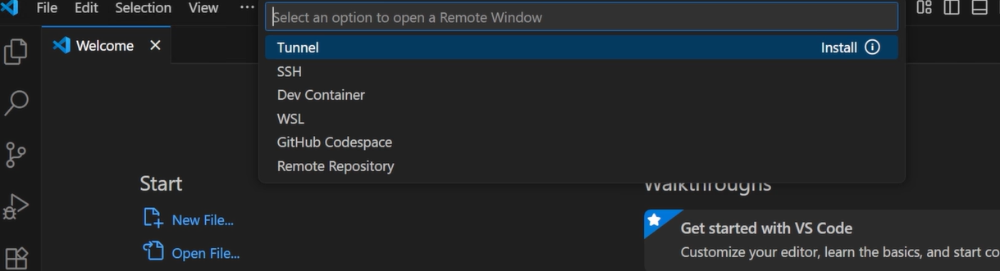 File Edit Selection View ···
Select an option to open a Remote Window
Welcome
Tunnel Install
SSH
Dev Container
WSL
GitHub Codespace
Remote Repository
Start
Walkthroughs
New File...
Open File...
Get started with VS Code
Customize your editor, learn the basics, and start co